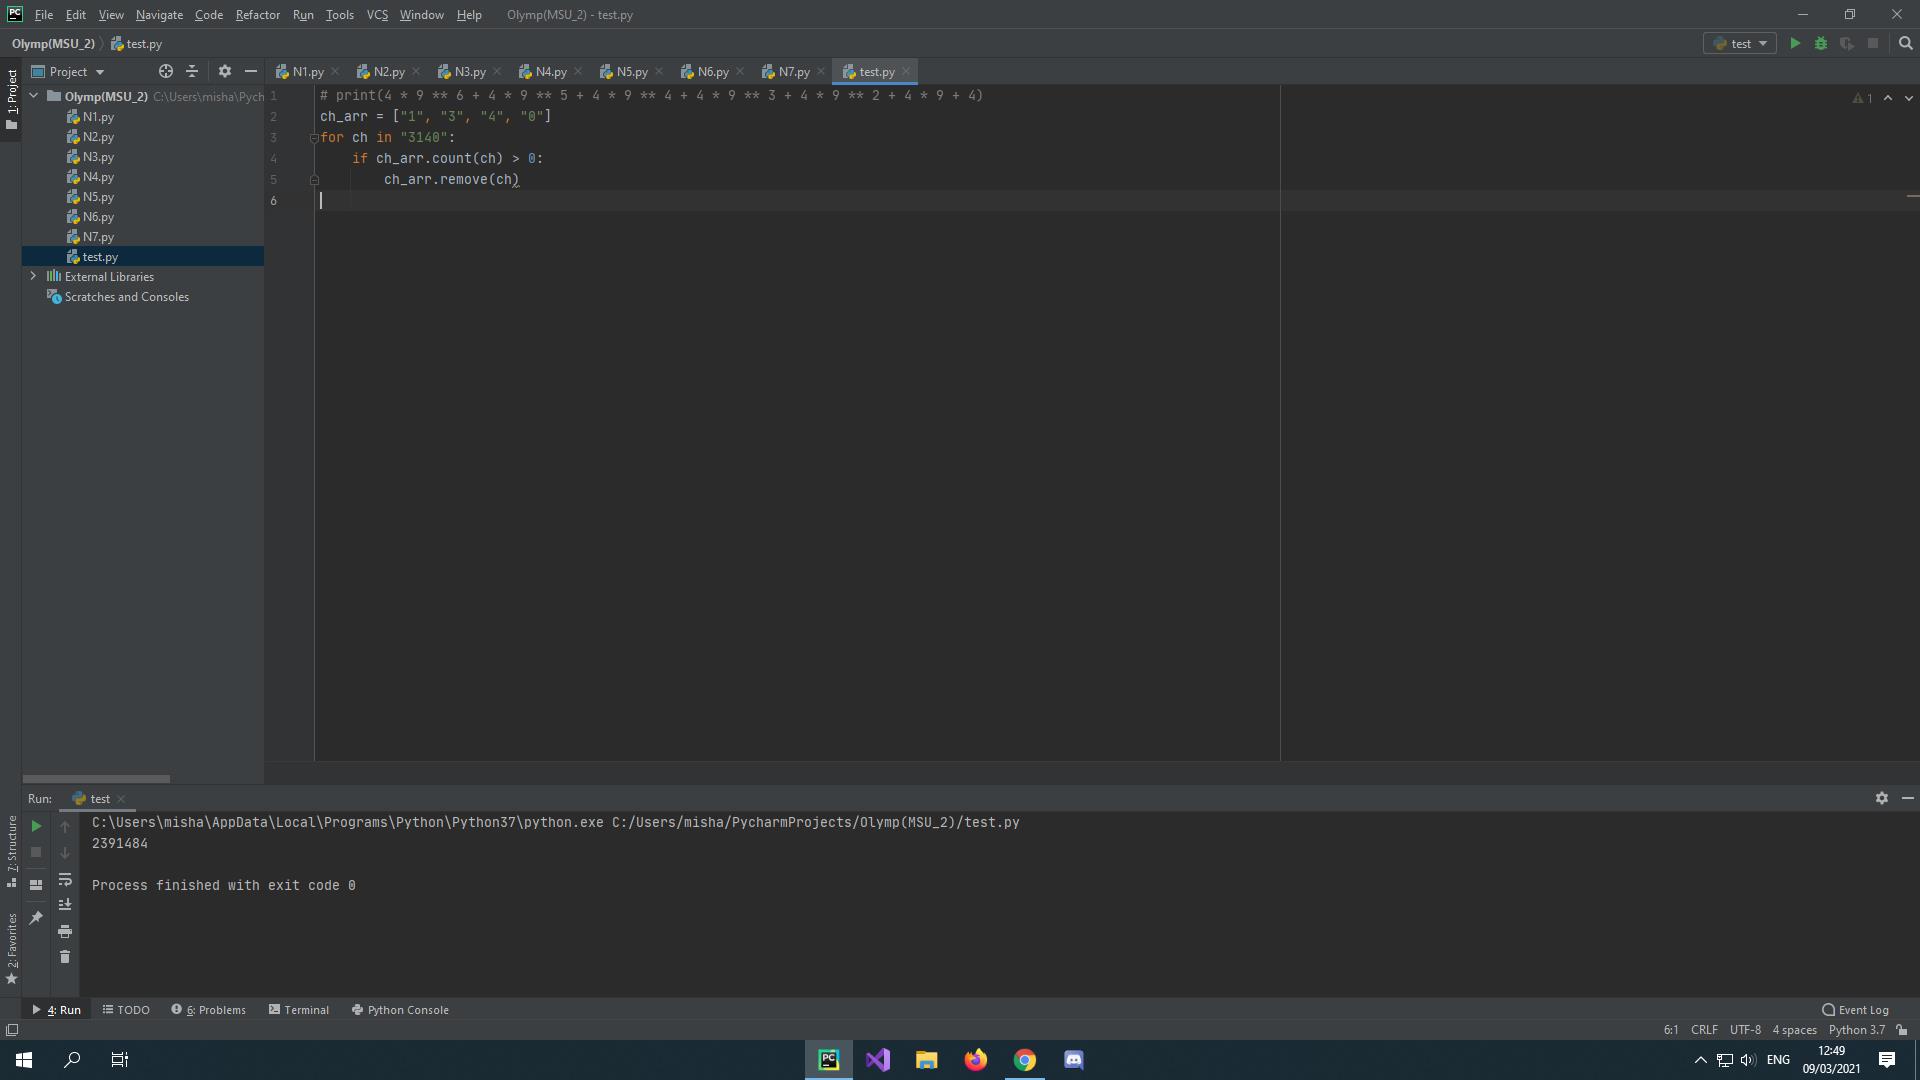 PC File Edit View Navigate Code Refactor Run Tools VCS Window Help Olymp(MSU_2) - test.py
Olymp(MSU_2) test.py test
1: Project
Project N1.py N2.py N3.py N4.py N5.py N6.py N7.py test.py
Olymp(MSU_2) C:\Users\misha\Pych
N1.py
N2.py
N3.py
N4.py
N5.py
N6.py
N7.py
test.py
External Libraries
Scratches and Consoles
1 # print(4 * 9 ** 6 + 4 * 9 ** 5 + 4 * 9 ** 4 + 4 * 9 ** 3 + 4 * 9 ** 2 + 4 * 9 + 4)
2 ch_arr = ["1", "3", "4", "0"]
3 for ch in "3140":
4 if ch_arr.count(ch) > 0:
5 ch_arr.remove(ch)
6
1
Run: test
C:\Users\misha\AppData\Local\Programs\Python\Python37\python.exe C:/Users/misha/PycharmProjects/Olymp(MSU_2)/test.py
2391484
Process finished with exit code 0
7: Structure
2: Favorites
4: Run TODO 6: Problems Terminal Python Console Event Log
6:1 CRLF UTF-8 4 spaces Python 3.7
PC ENG 12:49
09/03/2021